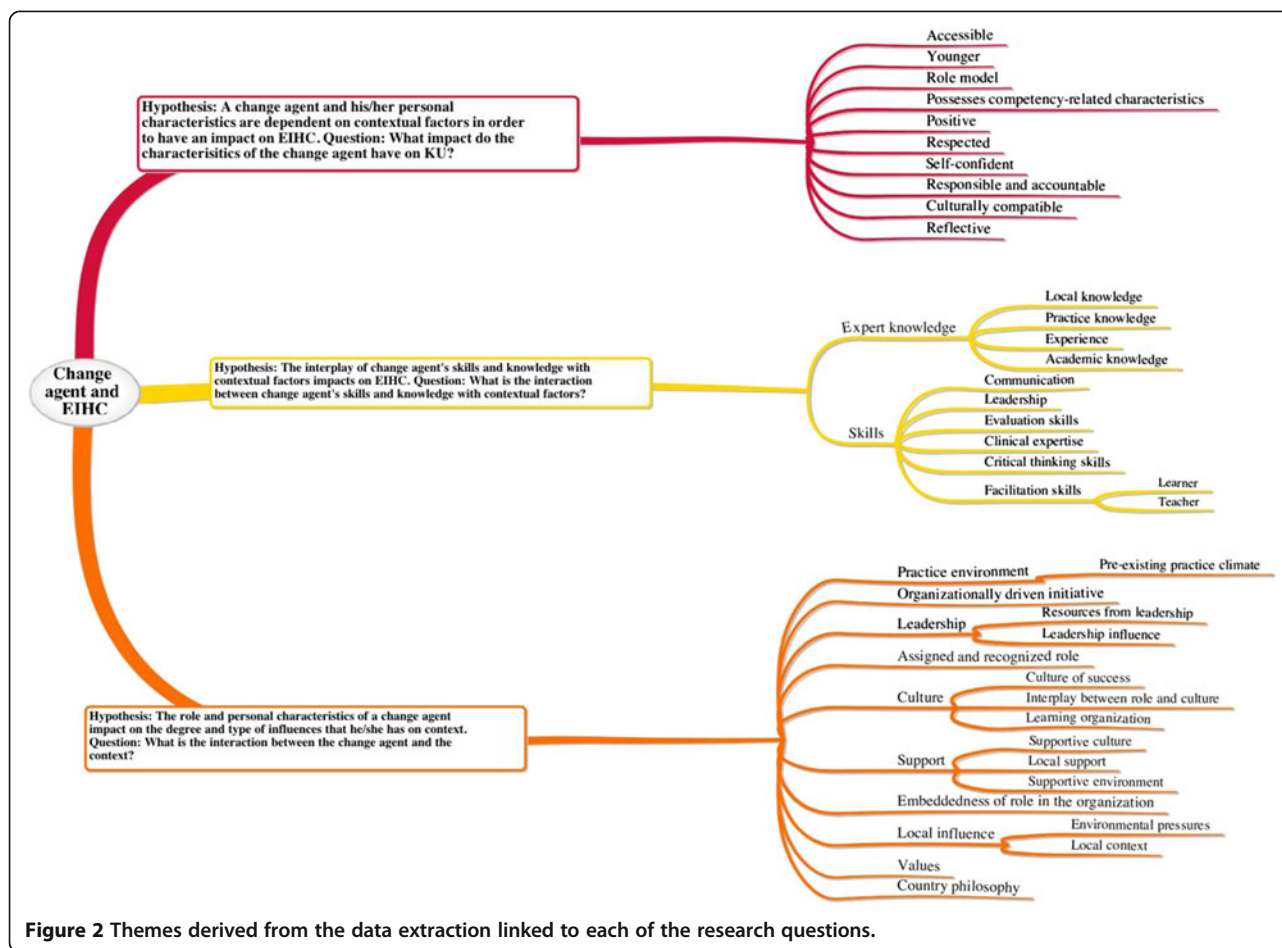 Change
agent and
EIHC
Hypothesis: A change agent and his/her personal
characteristics are dependent on contextual factors in order
to have an impact on EIHC. Question: What impact do the
characterisitics of the change agent have on KU?
Accessible
Younger
Role model
Possesses competency-related characteristics
Positive
Respected
Self-confident
Responsible and accountable
Culturally compatible
Reflective
Hypothesis: The interplay of change agent's skills and knowledge with
contextual factors impacts on EIHC. Question: What is the interaction
between change agent's skills and knowledge with contextual factors?
Expert knowledge
Local knowledge
Practice knowledge
Experience
Academic knowledge
Skills
Communication
Leadership
Evaluation skills
Clinical expertise
Critical thinking skills
Facilitation skills
Learner
Teacher
Hypothesis: The role and personal characteristics of a change agent
impact on the degree and type of influences that he/she has on context.
Question: What is the interaction between the change agent and the
context?
Practice environment
Pre-existing practice climate
Organizationally driven initiative
Leadership
Resources from leadership
Leadership influence
Assigned and recognized role
Culture
Culture of success
Interplay between role and culture
Learning organization
Support
Supportive culture
Local support
Supportive environment
Embeddedness of role in the organization
Local influence
Environmental pressures
Local context
Values
Country philosophy
Figure 2 Themes derived from the data extraction linked to each of the research questions.